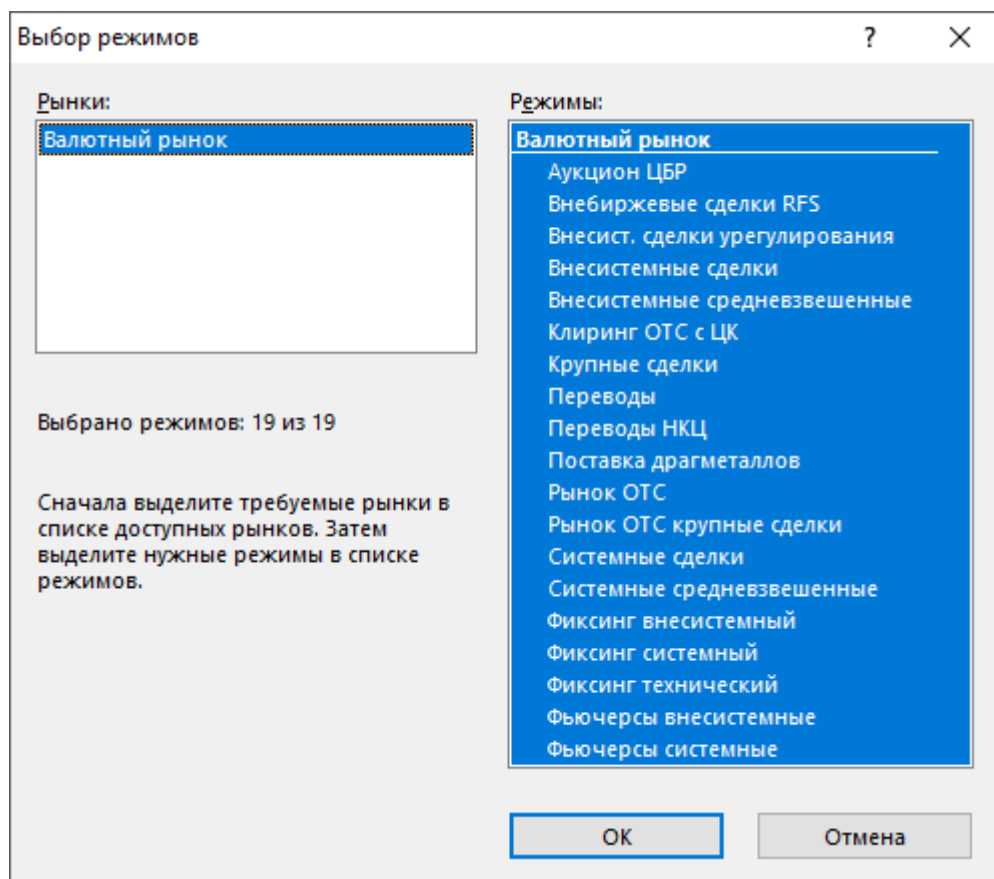 Выбор режимов
?
Рынки:
Валютный рынок
Выбрано режимов: 19 из 19
Сначала выделите требуемые рынки в
списке доступных рынков. Затем
выделите нужные режимы в списке
режимов.
Режимы:
Валютный рынок
Аукцион ЦБР
Внебиржевые сделки RFS
Внесист. сделки урегулирования
Внесистемные сделки
Внесистемные средневзвешенные
Клиринг ОТС с ЦК
Крупные сделки
Переводы
Переводы НКЦ
Поставка драгметаллов
Рынок ОТС
Рынок ОТС крупные сделки
Системные сделки
Системные средневзвешенные
Фиксинг внесистемный
Фиксинг системный
Фиксинг технический
Фьючерсы внесистемные
Фьючерсы системные
ОК
Отмена